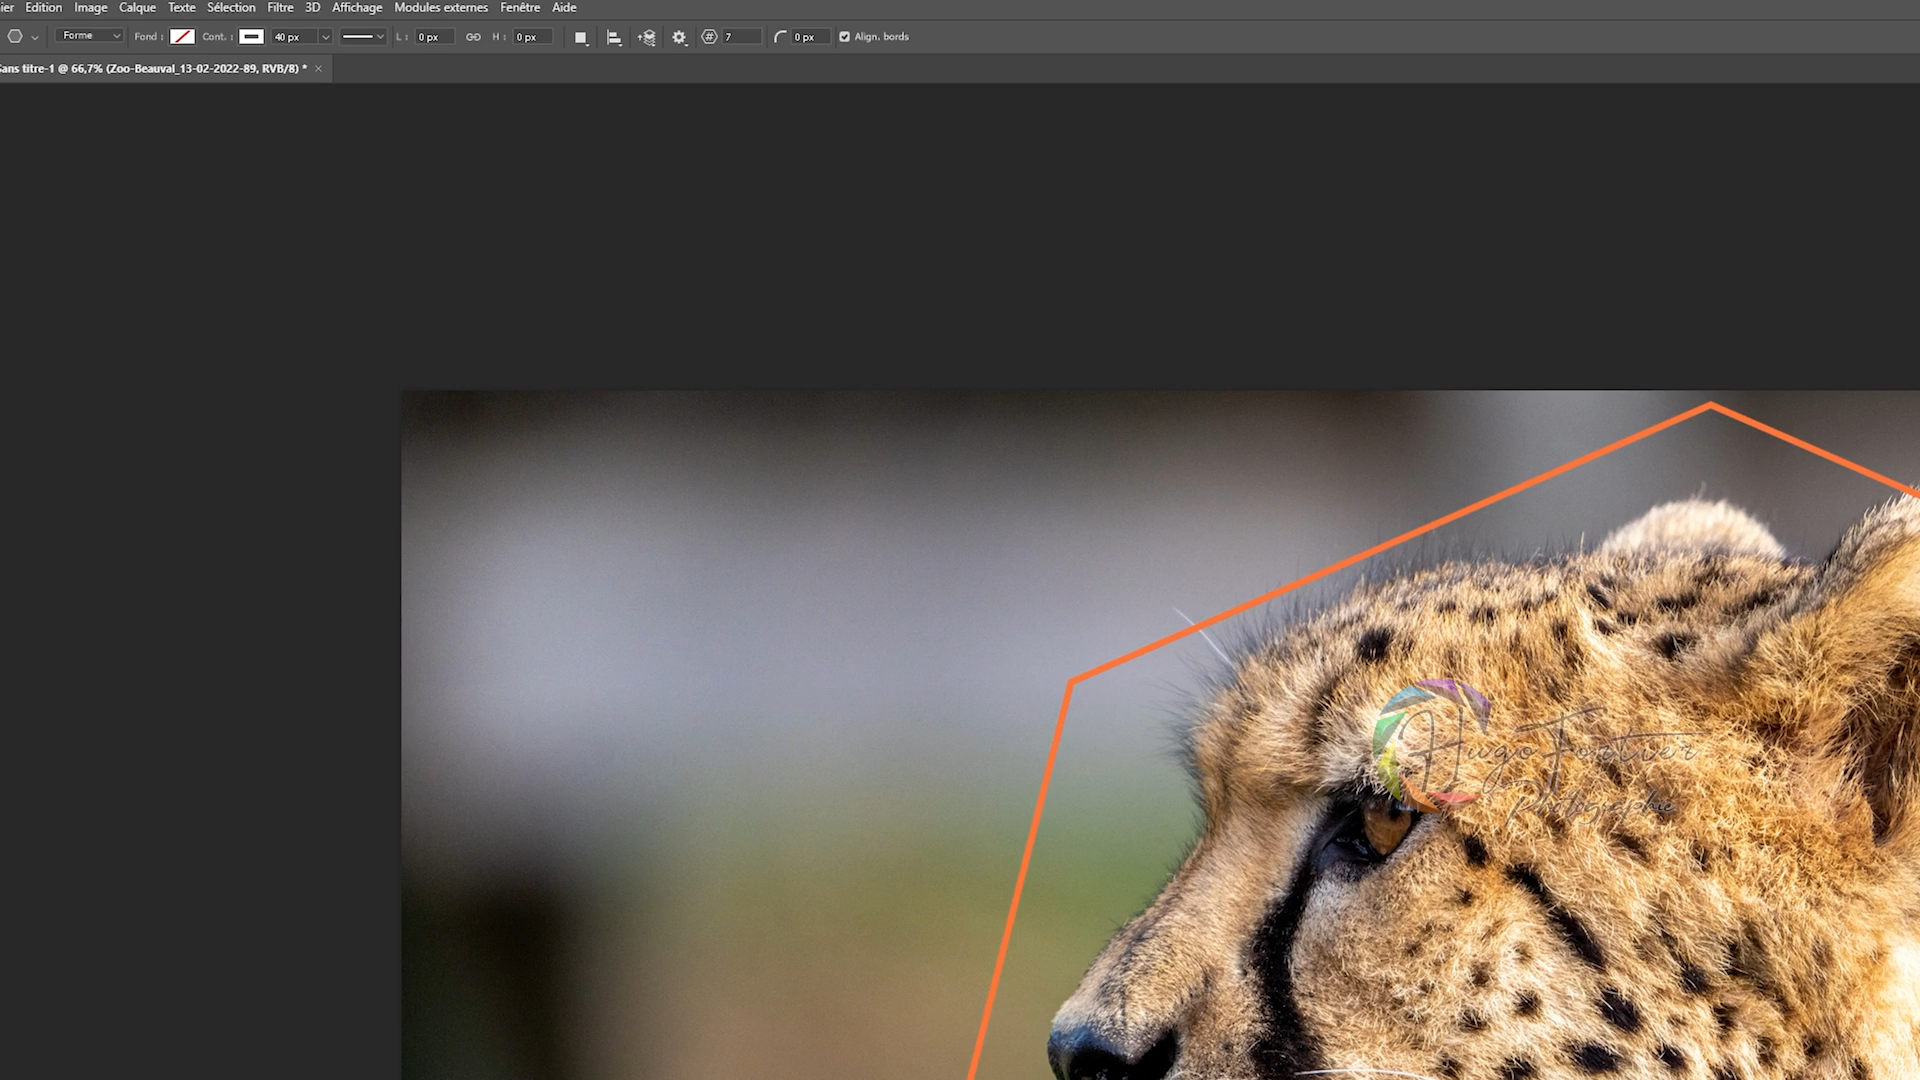 ier Edition Image Calque Texte Sélection Filtre 3D Affichage Modules externes Fenêtre Aide
Forme Fond : Cont. : 40 px L : 0 px H : 0 px 7 0 px Align. bords
Sans titre-1 @ 66,7% (Zoo-Beauval_13-02-2022-89, RVB/8) * ×
Hugo Fortier
Photographie